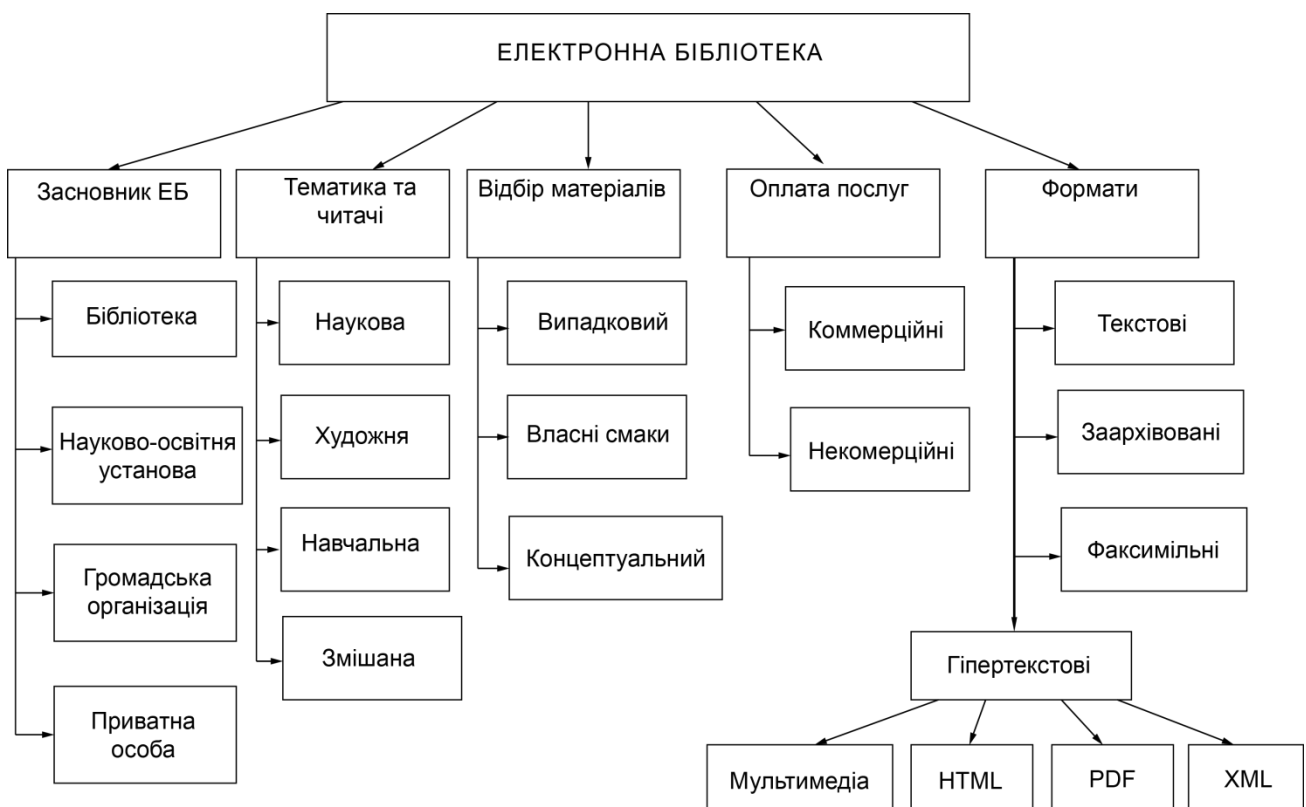 ЕЛЕКТРОННА БІБЛІОТЕКА
Засновник ЕБ
Бібліотека
Науково-освітня
установа
Громадська
організація
Приватна
особа
Тематика та
читачі
Наукова
Художня
Навчальна
Змішана
Відбір матеріалів
Випадковий
Власні смаки
Концептуальний
Оплата послуг
Коммерційні
Некомерційні
Формати
Текстові
Заархівовані
Факсимільні
Гіпертекстові
Мультимедіа
HTML
PDF
XML